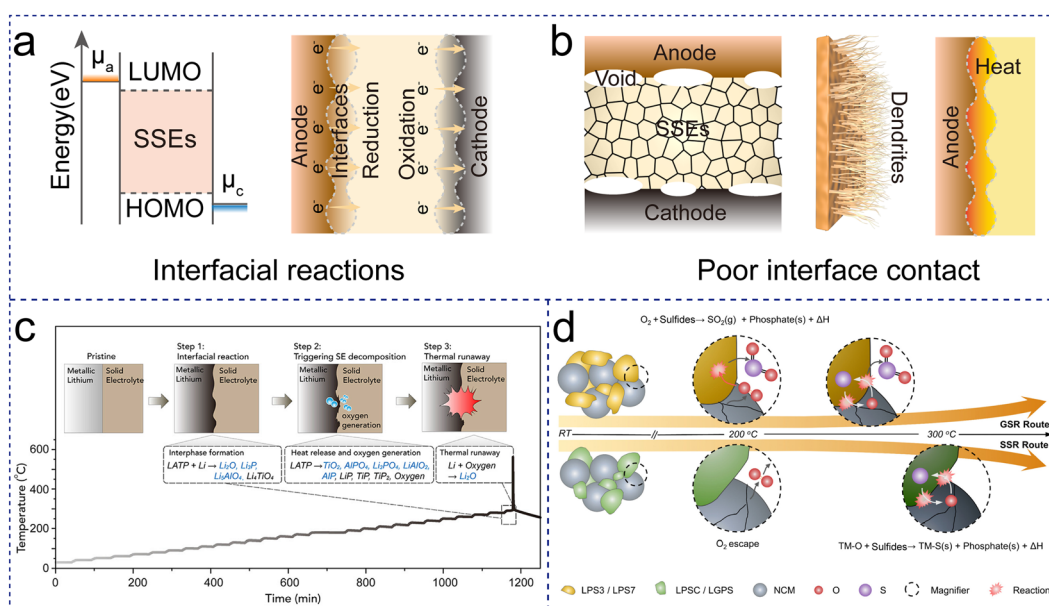 a
Energy(eV)
μa
LUMO
SSEs
HOMO
μc
e- e-
e- e-
e- e-
e- e-
e- e-
Anode
Interfaces
Reduction
Oxidation
Cathode
Interfacial reactions
b
Anode
Void
SSEs
Cathode
Dendrites
Anode
Heat
Poor interface contact
c
Pristine
Metallic Lithium
Solid Electrolyte
Step 1:
Interfacial reaction
Metallic Lithium
Solid Electrolyte
Step 2:
Triggering SE decomposition
Metallic Lithium
Solid Electrolyte
oxygen
generation
Step 3:
Thermal runaway
Metallic Lithium
Solid Electrolyte
Interphase formation
LATP + Li → Li₂O, Li₃P,
Li₅AlO₄, Li₄TiO₄
Heat release and oxygen generation
LATP → TiO₂, AlPO₄, Li₃PO₄, LiAlO₂,
AlP, LiP, TiP, TiP₂, Oxygen
Li + Oxygen
→ Li₂O
Temperature (°C)
600
400
200
0
0 200 400 600 800 1000 1200
Time (min)
d
O₂ + Sulfides→ SO₂(g) + Phosphate(s) + ΔH
GSR Route
RT // 200 °C 300 °C
SSR Route
O₂ escape
TM-O + Sulfides→ TM-S(s) + Phosphate(s) + ΔH
LPS3 / LPS7 LPSC / LGPS NCM O S Magnifier Reaction